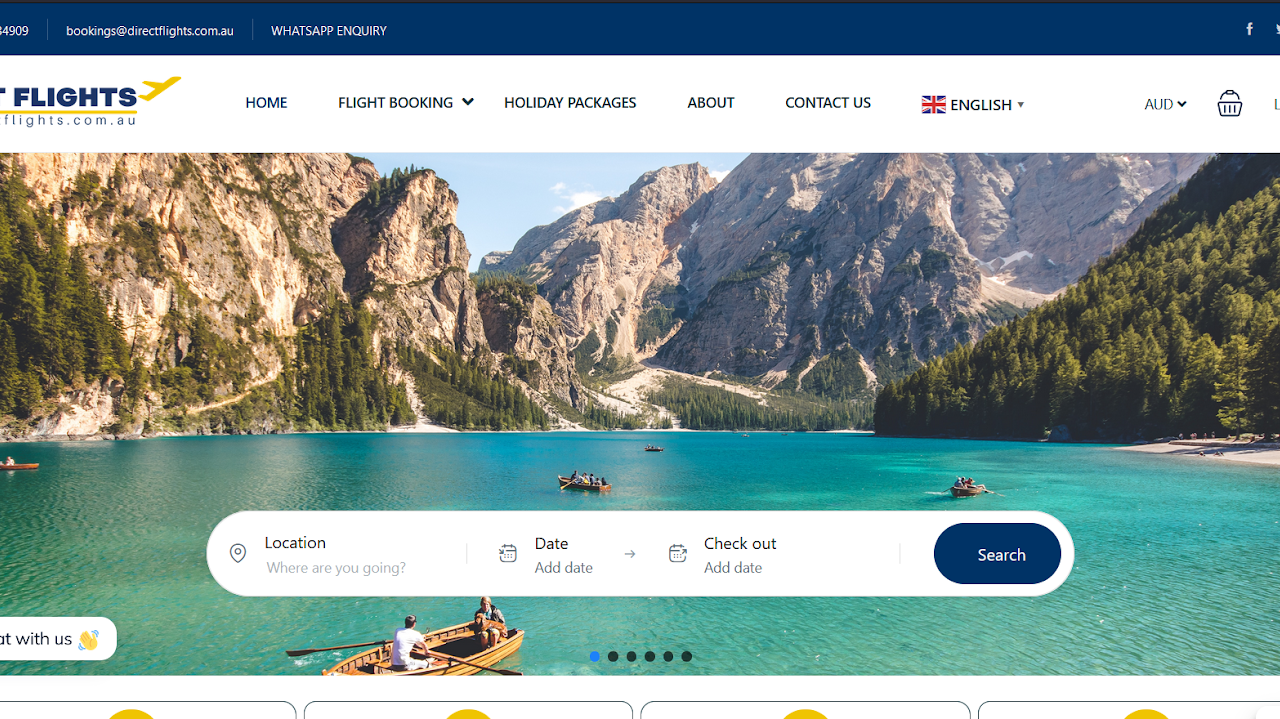 34909 bookings@directflights.com.au WHATSAPP ENQUIRY
T FLIGHTS
tflights.com.au
HOME FLIGHT BOOKING HOLIDAY PACKAGES ABOUT CONTACT US ENGLISH AUD
Location
Where are you going?
Date
Add date
Check out
Add date
Search
at with us